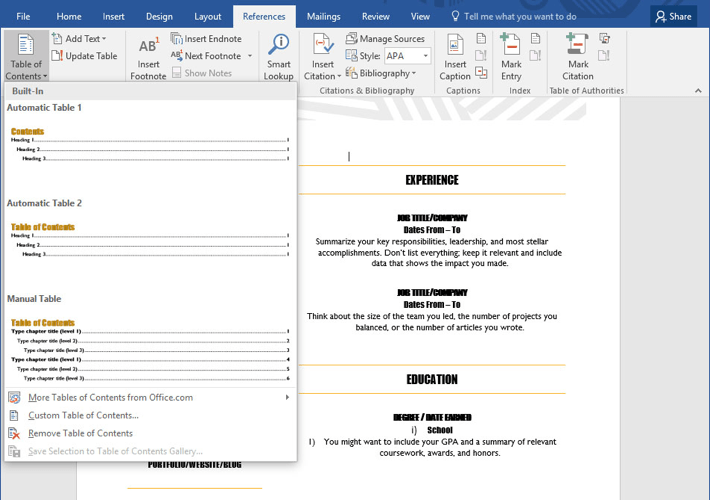 File Home Insert Design Layout References Mailings Review View Tell me what you want to do Share
Table of Contents
Add Text
Update Table
AB1
Insert Footnote
Insert Endnote
Next Footnote
Show Notes
Smart Lookup
Insert Citation
Manage Sources
Style: APA
Bibliography
Citations & Bibliography
Insert Caption
Captions
Mark Entry
Index
Mark Citation
Table of Authorities
Built-In
Automatic Table 1
Contents
Heading 1 1
Heading 2 1
Heading 3 1
Automatic Table 2
Table of Contents
Heading 1 1
Heading 2 1
Heading 3 1
Manual Table
Table of Contents
Type chapter title (level 1) 1
Type chapter title (level 2) 2
Type chapter title (level 3) 3
Type chapter title (level 1) 4
Type chapter title (level 2) 5
Type chapter title (level 3) 6
More Tables of Contents from Office.com
Custom Table of Contents...
Remove Table of Contents
Save Selection to Table of Contents Gallery...
PORTFOLIO/WEBSITE/BLOG
EXPERIENCE
JOB TITLE/COMPANY
Dates From – To
Summarize your key responsibilities, leadership, and most stellar
accomplishments. Don't list everything; keep it relevant and include
data that shows the impact you made.
JOB TITLE/COMPANY
Dates From – To
Think about the size of the team you led, the number of projects you
balanced, or the number of articles you wrote.
EDUCATION
DEGREE / DATE EARNED
i) School
1) You might want to include your GPA and a summary of relevant
coursework, awards, and honors.